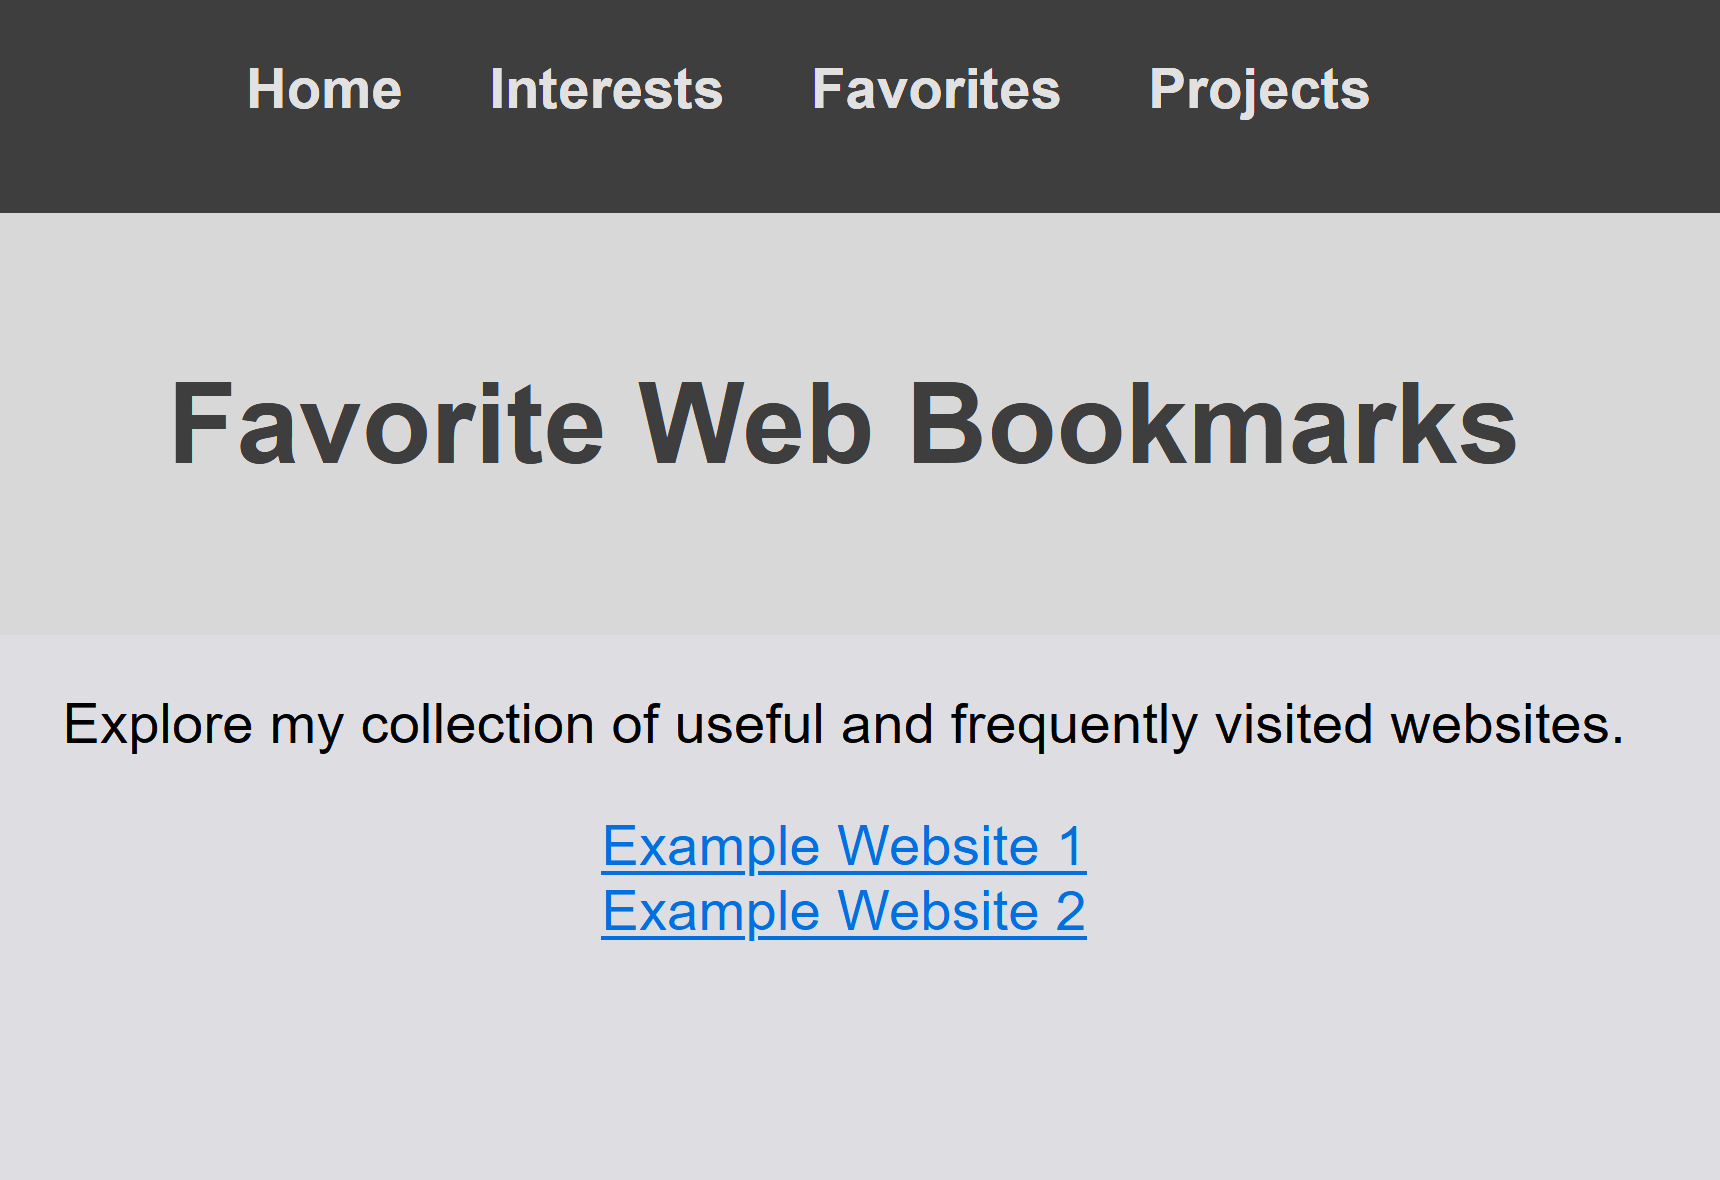 Home Interests Favorites Projects
Favorite Web Bookmarks
Explore my collection of useful and frequently visited websites.
Example Website 1
Example Website 2